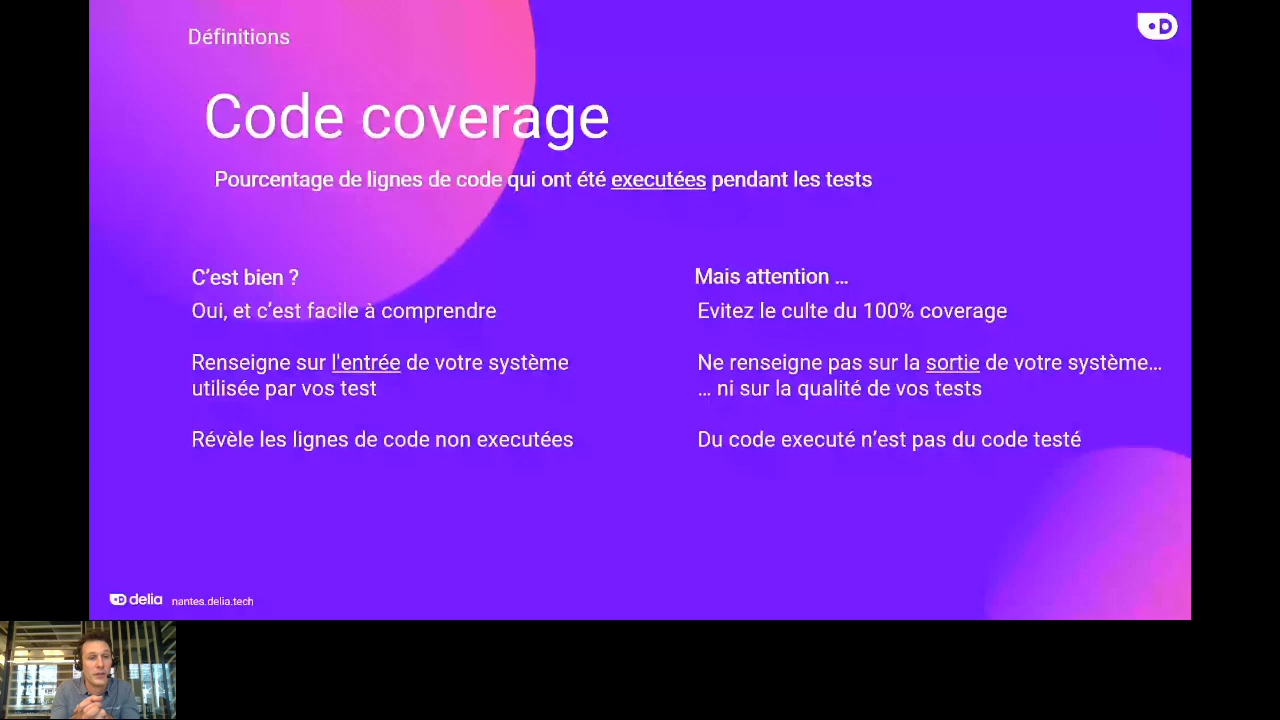 Définitions
Code coverage
Pourcentage de lignes de code qui ont été executées pendant les tests
C’est bien ?
Oui, et c’est facile à comprendre
Renseigne sur l'entrée de votre système
utilisée par vos test
Révèle les lignes de code non executées
Mais attention ...
Evitez le culte du 100% coverage
Ne renseigne pas sur la sortie de votre système...
... ni sur la qualité de vos tests
Du code executé n’est pas du code testé
delia nantes.delia.tech